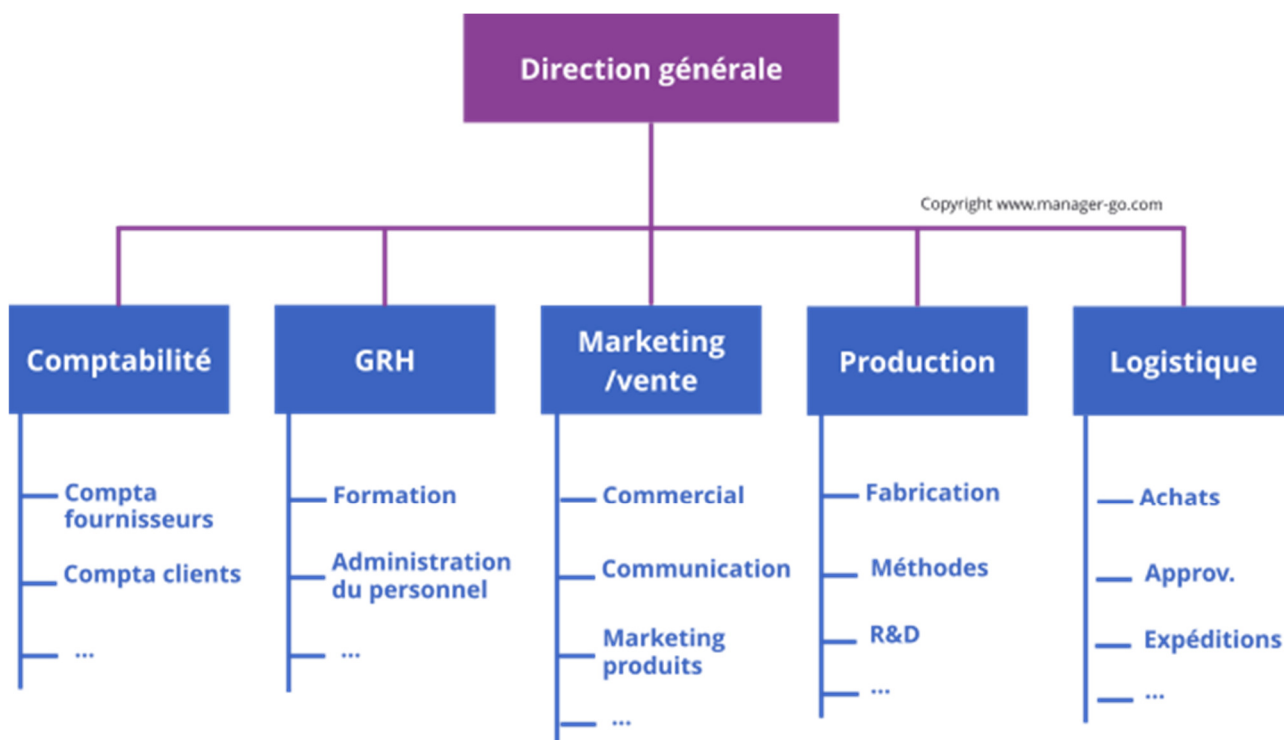 Direction générale
Copyright www.manager-go.com
Comptabilité
GRH
Marketing
/vente
Production
Logistique
Compta
fournisseurs
Compta clients
...
Formation
Administration
du personnel
...
Commercial
Communication
Marketing
produits
...
Fabrication
Méthodes
R&D
...
Achats
Approv.
Expéditions
...